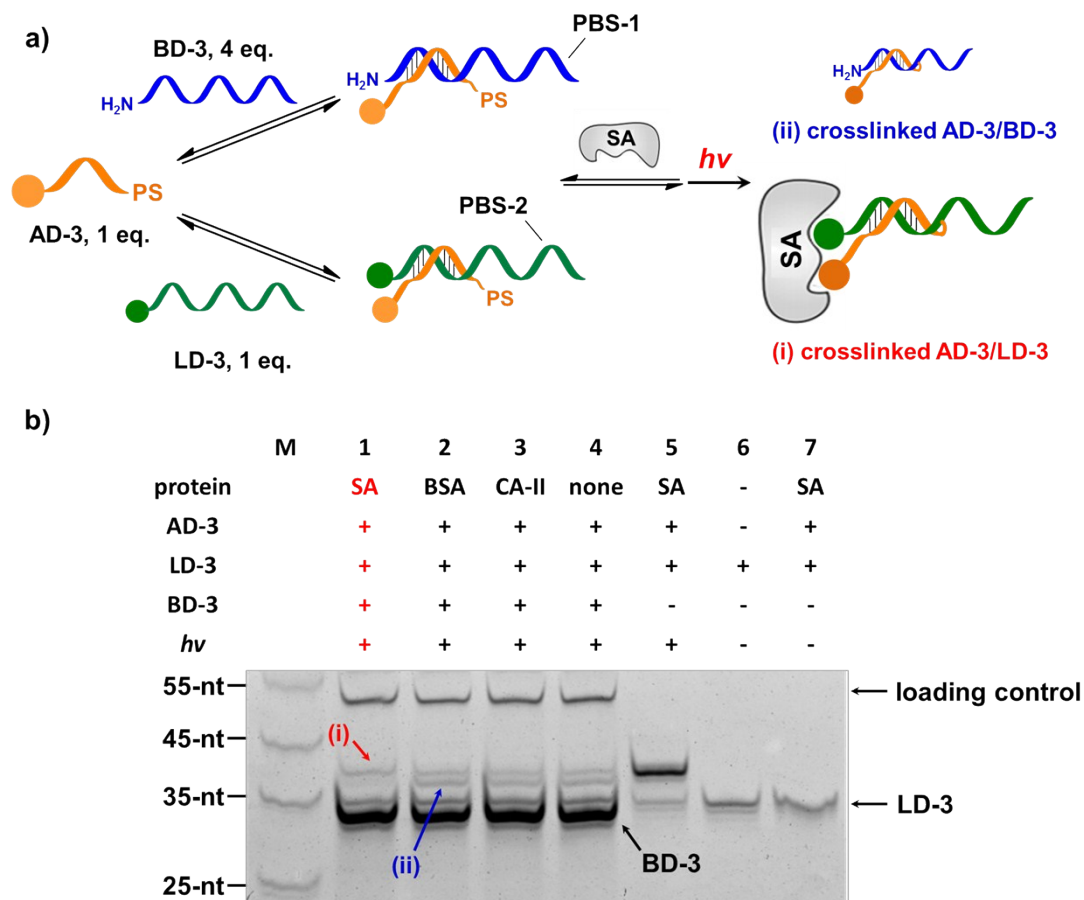 a)
BD-3, 4 eq.
PBS-1
H₂N
H₂N
PS
H₂N
(ii) crosslinked AD-3/BD-3
SA
hv
PS
AD-3, 1 eq.
PBS-2
SA
PS
LD-3, 1 eq.
(i) crosslinked AD-3/LD-3
b)
M 1 2 3 4 5 6 7
protein SA BSA CA-II none SA - SA
AD-3 + + + + + - +
LD-3 + + + + + + +
BD-3 + + + + - - -
hv + + + + + - -
55-nt
loading control
45-nt
(i)
35-nt
LD-3
BD-3
(ii)
25-nt